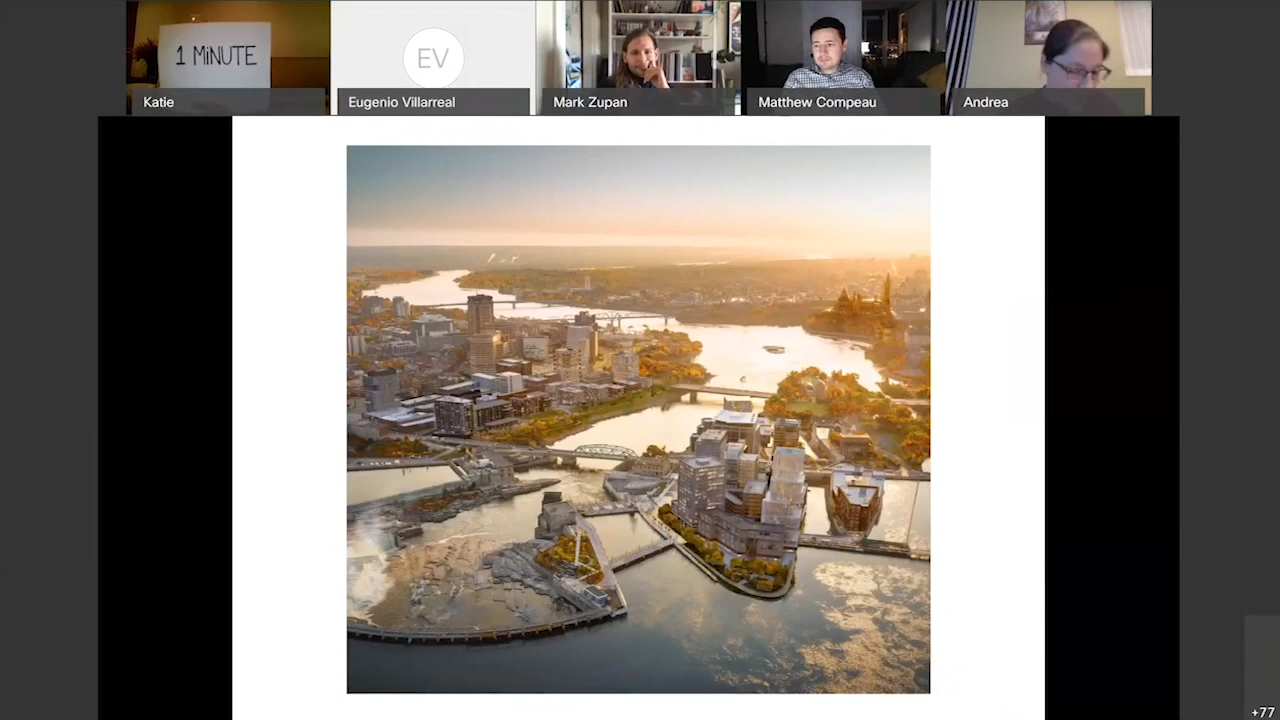 1 MINUTE
EV
Katie
Eugenio Villarreal
Mark Zupan
Matthew Compeau
Andrea
+77